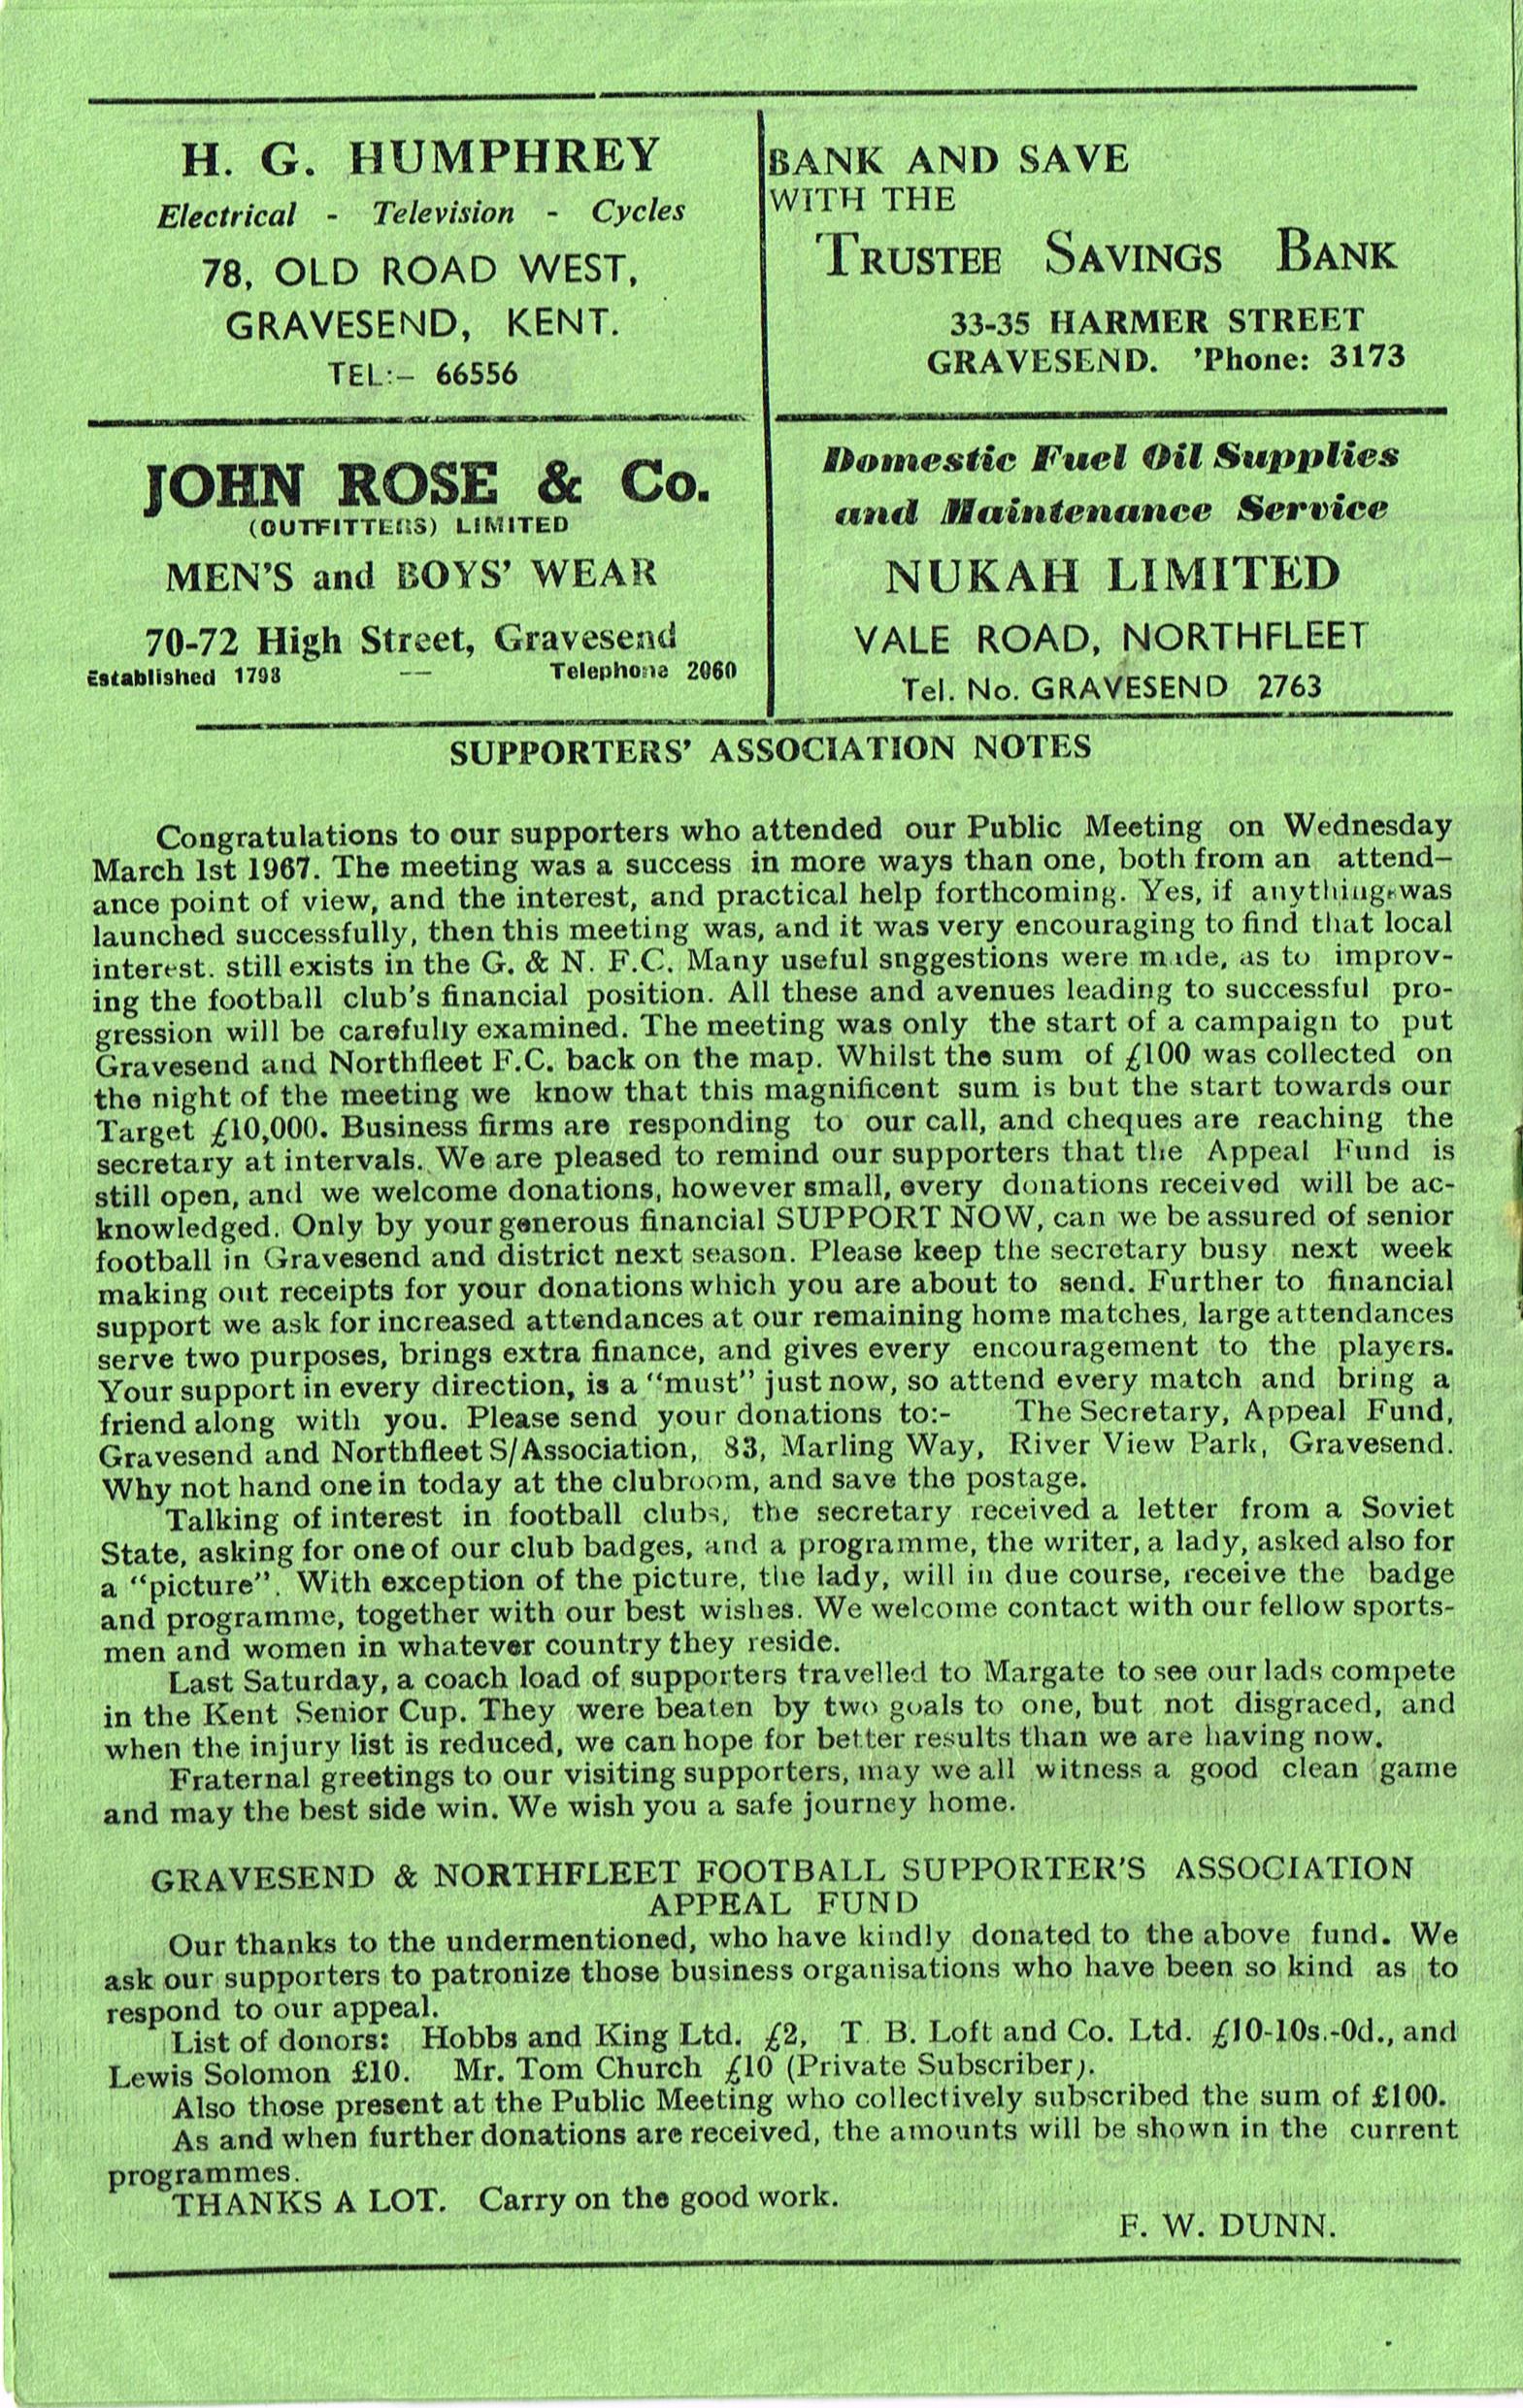 H. G. HUMPHREY
Electrical - Television - Cycles
78, OLD ROAD WEST,
GRAVESEND, KENT.
TEL:– 66556
BANK AND SAVE
WITH THE
TRUSTEE SAVINGS BANK
33-35 HARMER STREET
GRAVESEND. 'Phone: 3173
JOHN ROSE & Co.
(OUTFITTERS) LIMITED
MEN'S and BOYS' WEAR
70-72 High Street, Gravesend
Established 1798 — Telephone 2060
Domestic Fuel Oil Supplies
and Maintenance Service
NUKAH LIMITED
VALE ROAD, NORTHFLEET
Tel. No. GRAVESEND 2763
SUPPORTERS' ASSOCIATION NOTES
Congratulations to our supporters who attended our Public Meeting on Wednesday
March 1st 1967. The meeting was a success in more ways than one, both from an attend–
ance point of view, and the interest, and practical help forthcoming. Yes, if anything was
launched successfully, then this meeting was, and it was very encouraging to find that local
interest. still exists in the G. & N. F.C. Many useful snggestions were made, as to improv-
ing the football club's financial position. All these and avenues leading to successful pro-
gression will be carefully examined. The meeting was only the start of a campaign to put
Gravesend and Northfleet F.C. back on the map. Whilst the sum of £100 was collected on
the night of the meeting we know that this magnificent sum is but the start towards our
Target £10,000. Business firms are responding to our call, and cheques are reaching the
secretary at intervals. We are pleased to remind our supporters that the Appeal Fund is
still open, and we welcome donations, however small, every donations received will be ac-
knowledged. Only by your generous financial SUPPORT NOW, can we be assured of senior
football in Gravesend and district next season. Please keep the secretary busy next week
making out receipts for your donations which you are about to send. Further to financial
support we ask for increased attendances at our remaining home matches, large attendances
serve two purposes, brings extra finance, and gives every encouragement to the players.
Your support in every direction, is a "must" just now, so attend every match and bring a
friend along with you. Please send your donations to:- The Secretary, Appeal Fund,
Gravesend and Northfleet S/Association, 83, Marling Way, River View Park, Gravesend.
Why not hand one in today at the clubroom, and save the postage.
Talking of interest in football clubs, the secretary received a letter from a Soviet
State, asking for one of our club badges, and a programme, the writer, a lady, asked also for
a "picture". With exception of the picture, the lady, will in due course, receive the badge
and programme, together with our best wishes. We welcome contact with our fellow sports-
men and women in whatever country they reside.
Last Saturday, a coach load of supporters travelled to Margate to see our lads compete
in the Kent Senior Cup. They were beaten by two goals to one, but not disgraced, and
when the injury list is reduced, we can hope for better results than we are having now.
Fraternal greetings to our visiting supporters, may we all witness a good clean game
and may the best side win. We wish you a safe journey home.
GRAVESEND & NORTHFLEET FOOTBALL SUPPORTER'S ASSOCIATION
APPEAL FUND
Our thanks to the undermentioned, who have kindly donated to the above fund. We
ask our supporters to patronize those business organisations who have been so kind as to
respond to our appeal.
List of donors: Hobbs and King Ltd. £2, T. B. Loft and Co. Ltd. £10-10s.-0d., and
Lewis Solomon £10. Mr. Tom Church £10 (Private Subscriber).
Also those present at the Public Meeting who collectively subscribed the sum of £100.
As and when further donations are received, the amounts will be shown in the current
programmes.
THANKS A LOT. Carry on the good work.
F. W. DUNN.